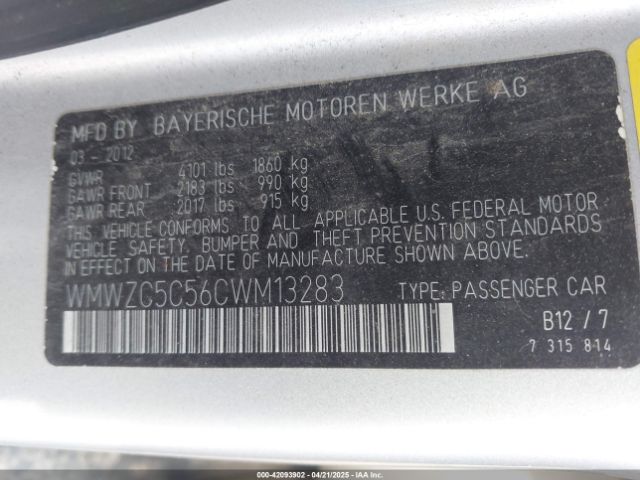 MFD BY BAYERISCHE MOTOREN WERKE AG
03 - 2012
GVWR 4101 lbs 1860 kg
GAWR FRONT 2183 lbs 990 kg
GAWR REAR 2017 lbs 915 kg
THIS VEHICLE CONFORMS TO ALL APPLICABLE U.S. FEDERAL MOTOR
VEHICLE SAFETY, BUMPER AND THEFT PREVENTION STANDARDS
IN EFFECT ON THE DATE OF MANUFACTURE SHOWN ABOVE.
WMWZC5C56CWM13283 TYPE: PASSENGER CAR
B12 / 7
7 315 814
000-42093902 - 04/21/2025 - IAA, Inc. - Copyright IAA, LLC